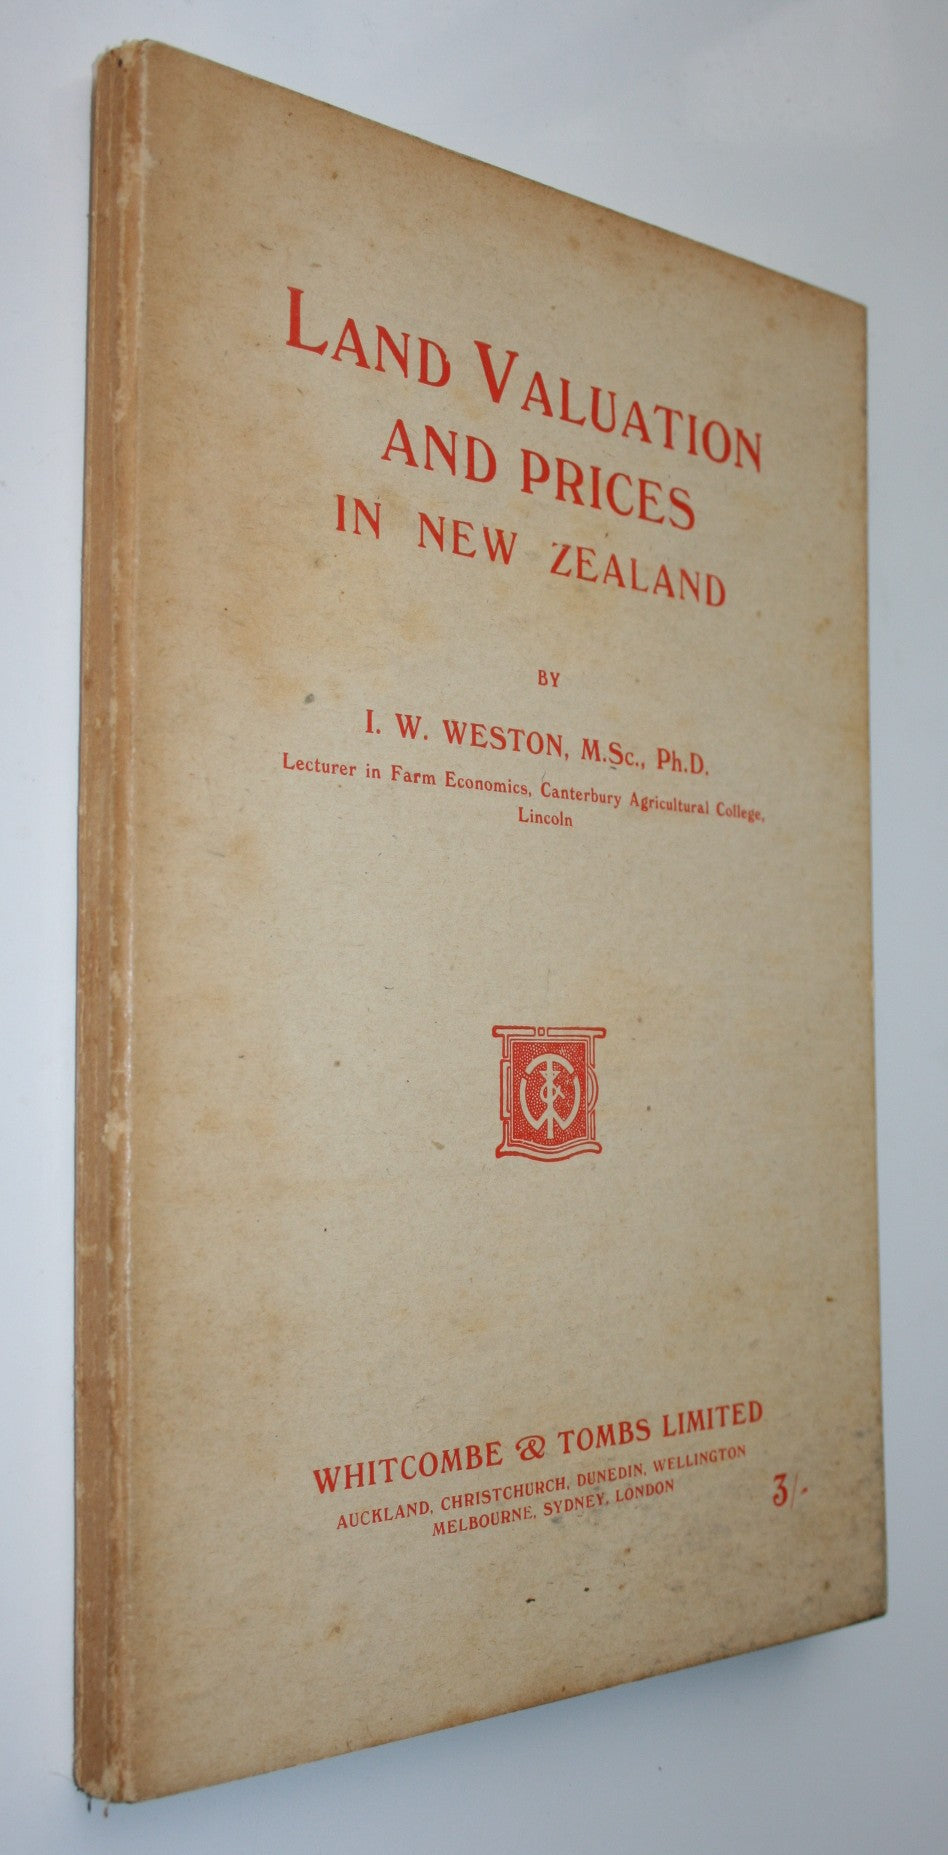 LAND VALUATION
AND PRICES
IN NEW ZEALAND
BY
I. W. WESTON, M.Sc., Ph.D.
Lecturer in Farm Economics, Canterbury Agricultural College,
Lincoln
WHITCOMBE & TOMBS LIMITED
AUCKLAND, CHRISTCHURCH, DUNEDIN, WELLINGTON
MELBOURNE, SYDNEY, LONDON
3/-